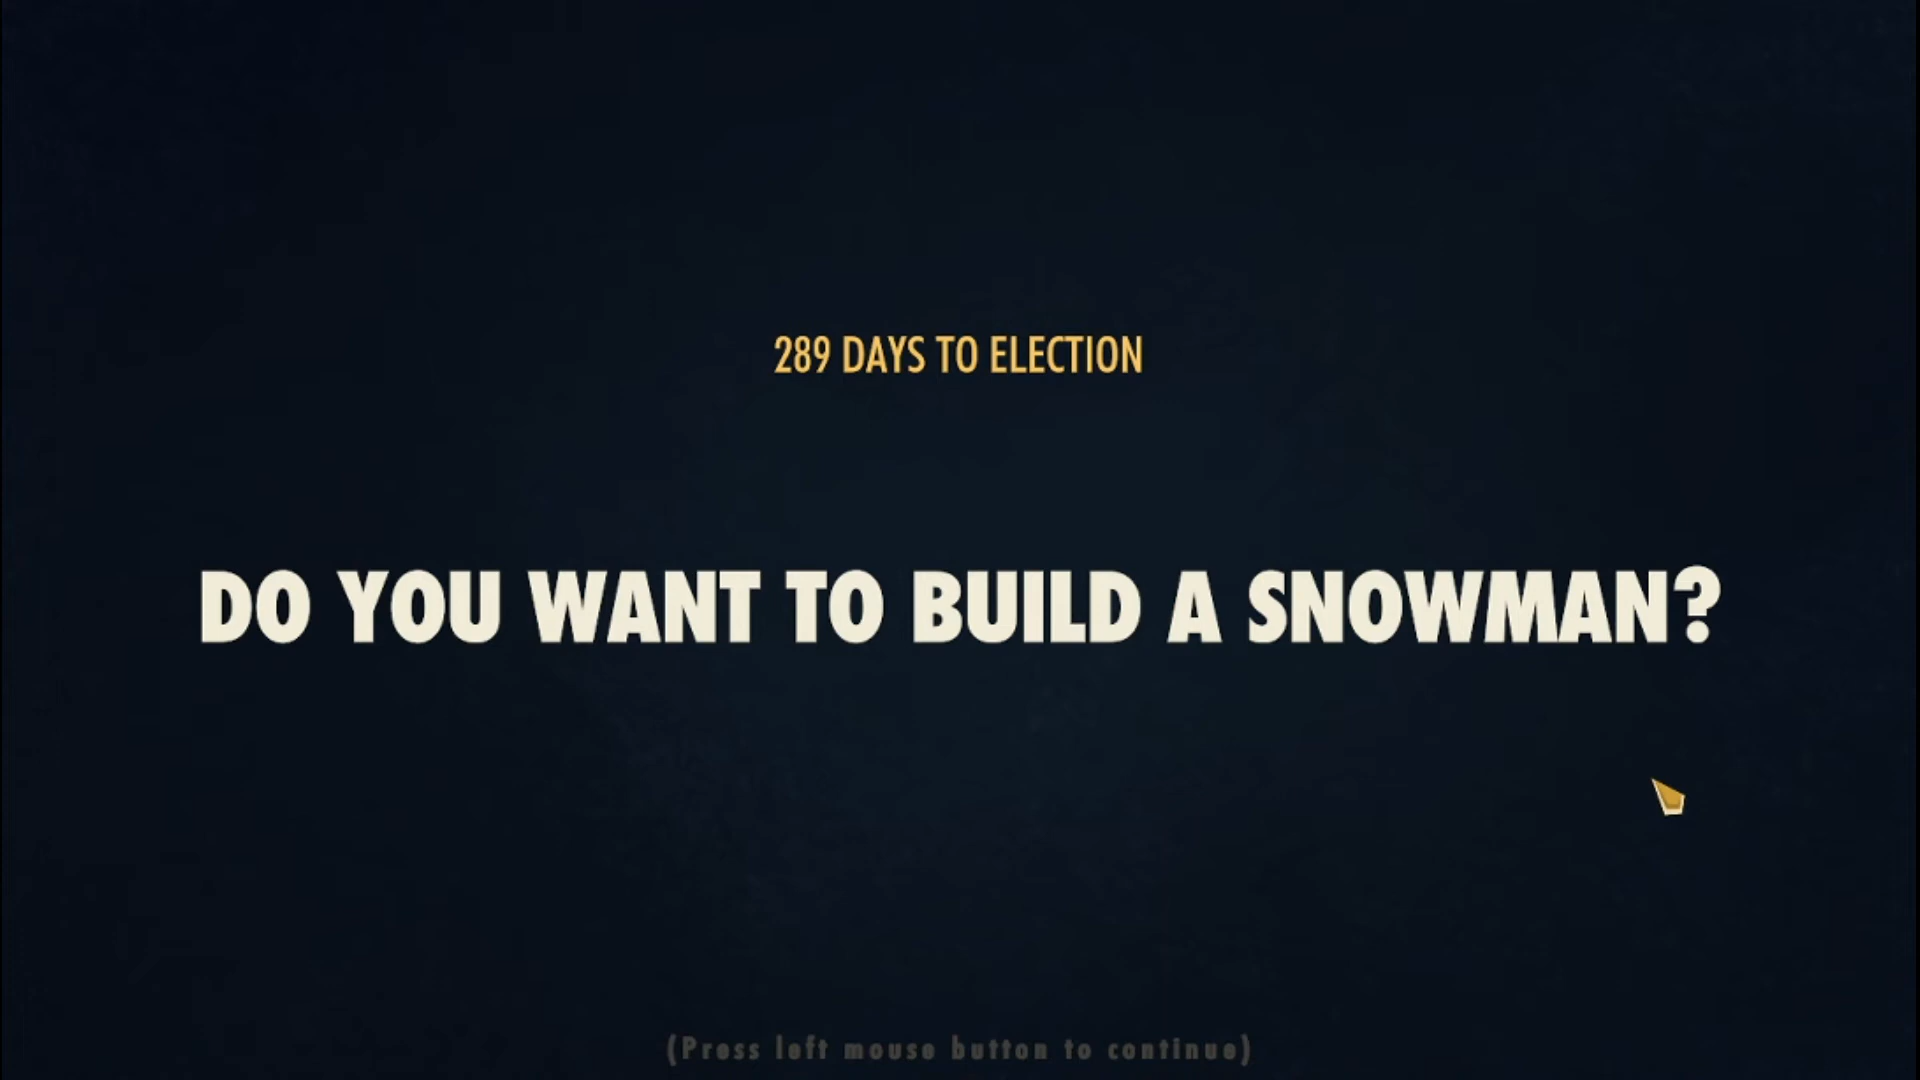 289 DAYS TO ELECTION
DO YOU WANT TO BUILD A SNOWMAN?
(Press left mouse button to continue)